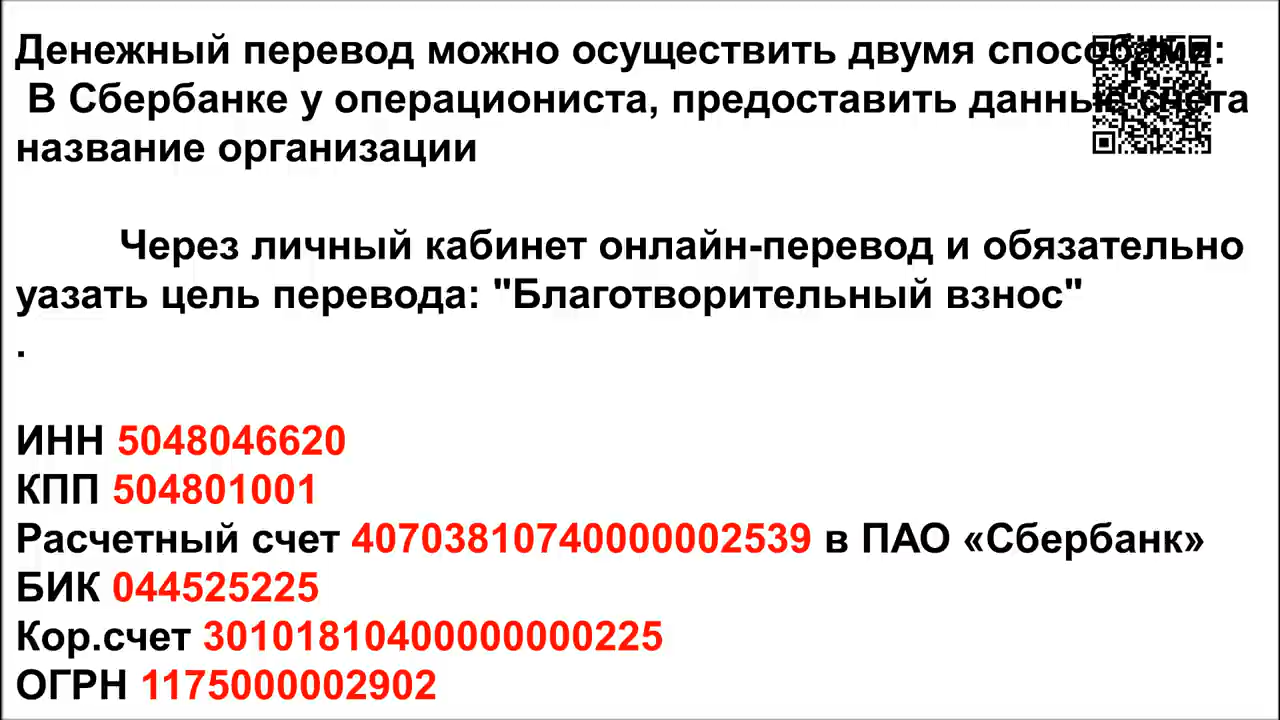 Денежный перевод можно осуществить двумя способами:
В Сбербанке у операциониста, предоставить данные счета
название организации
Через личный кабинет онлайн-перевод и обязательно
уазать цель перевода: "Благотворительный взнос"
.
ИНН 5048046620
КПП 504801001
Расчетный счет 40703810740000002539 в ПАО «Сбербанк»
БИК 044525225
Кор.счет 30101810400000000225
ОГРН 1175000002902